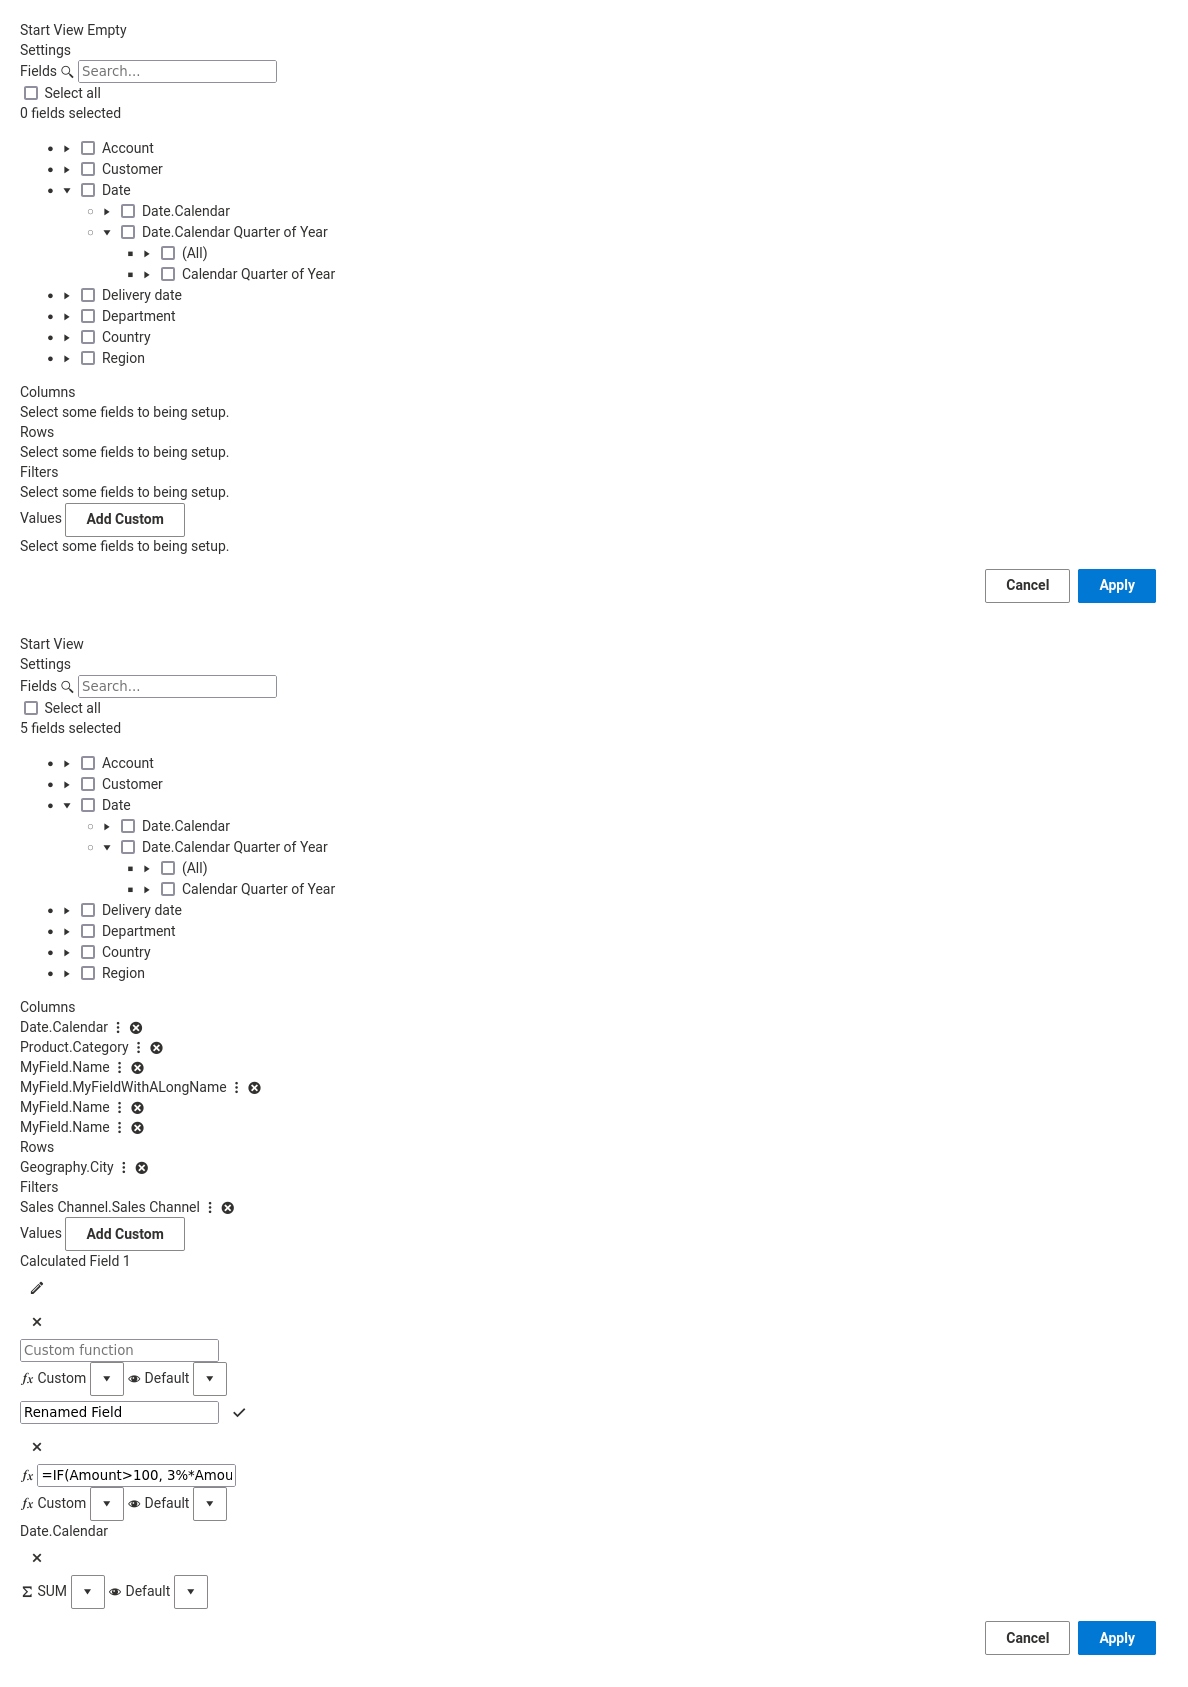 Start View Empty
Settings
Fields Search...
Select all
0 fields selected
Account
Customer
Date
Date.Calendar
Date.Calendar Quarter of Year
(All)
Calendar Quarter of Year
Delivery date
Department
Country
Region
Columns
Select some fields to being setup.
Rows
Select some fields to being setup.
Filters
Select some fields to being setup.
Values Add Custom
Select some fields to being setup.
Cancel Apply
Start View
Settings
Fields Search...
Select all
5 fields selected
Account
Customer
Date
Date.Calendar
Date.Calendar Quarter of Year
(All)
Calendar Quarter of Year
Delivery date
Department
Country
Region
Columns
Date.Calendar
Product.Category
MyField.Name
MyField.MyFieldWithALongName
MyField.Name
MyField.Name
Rows
Geography.City
Filters
Sales Channel.Sales Channel
Values Add Custom
Calculated Field 1
Custom function
fx Custom Default
Renamed Field
fx =IF(Amount>100, 3%*Amou
fx Custom Default
Date.Calendar
Σ SUM Default
Cancel Apply